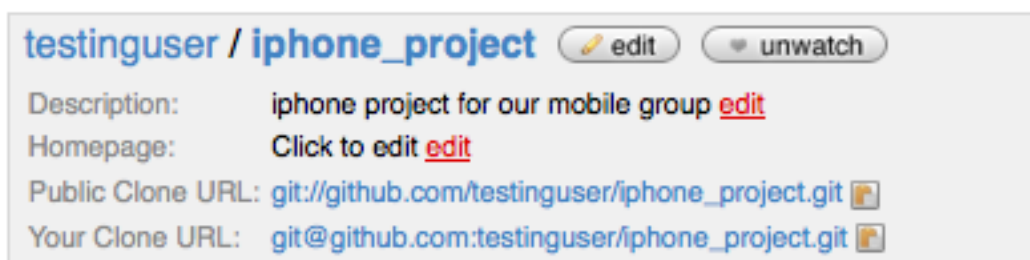 testinguser / iphone_project edit unwatch
Description: iphone project for our mobile group edit
Homepage: Click to edit edit
Public Clone URL: git://github.com/testinguser/iphone_project.git
Your Clone URL: git@github.com:testinguser/iphone_project.git